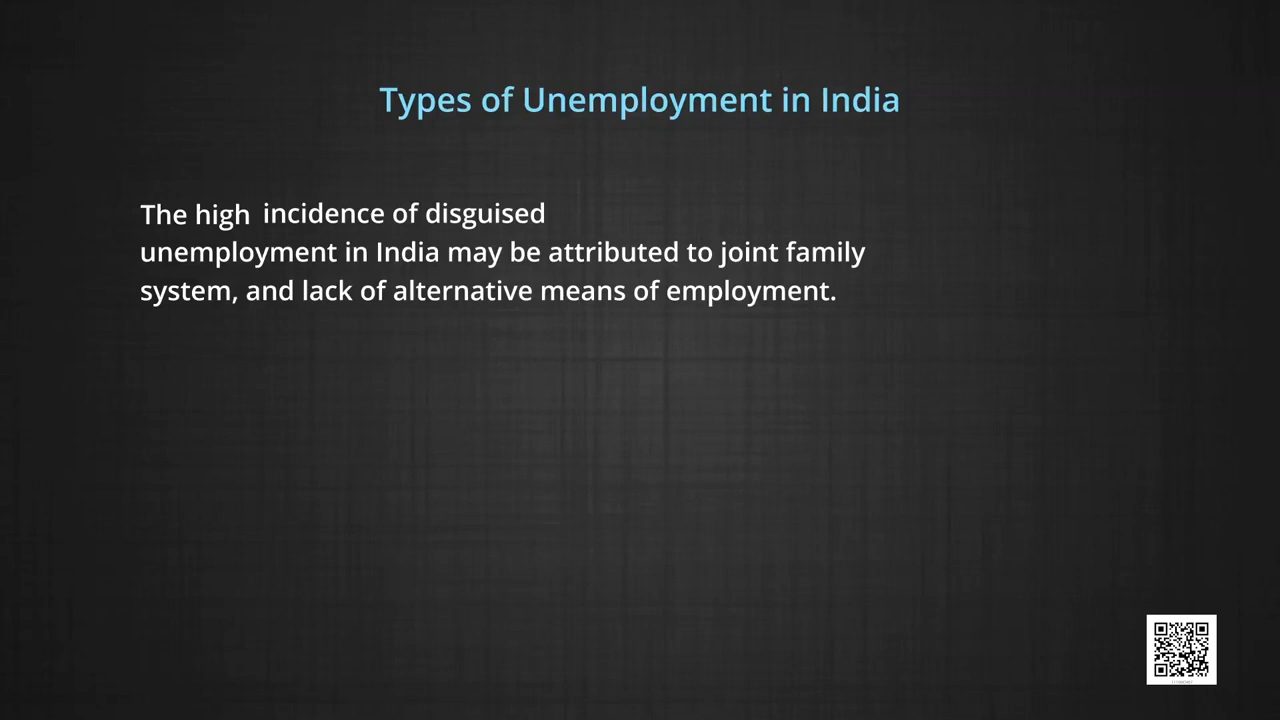 Types of Unemployment in India
The high incidence of disguised
unemployment in India may be attributed to joint family
system, and lack of alternative means of employment.